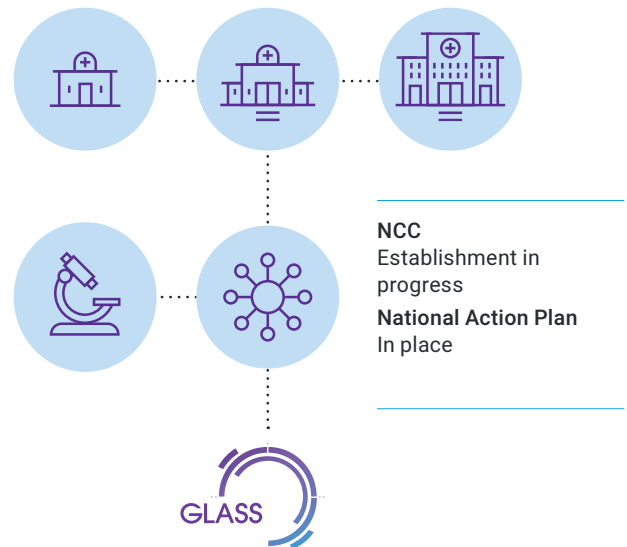 NCC
Establishment in
progress
National Action Plan
In place
GLASS